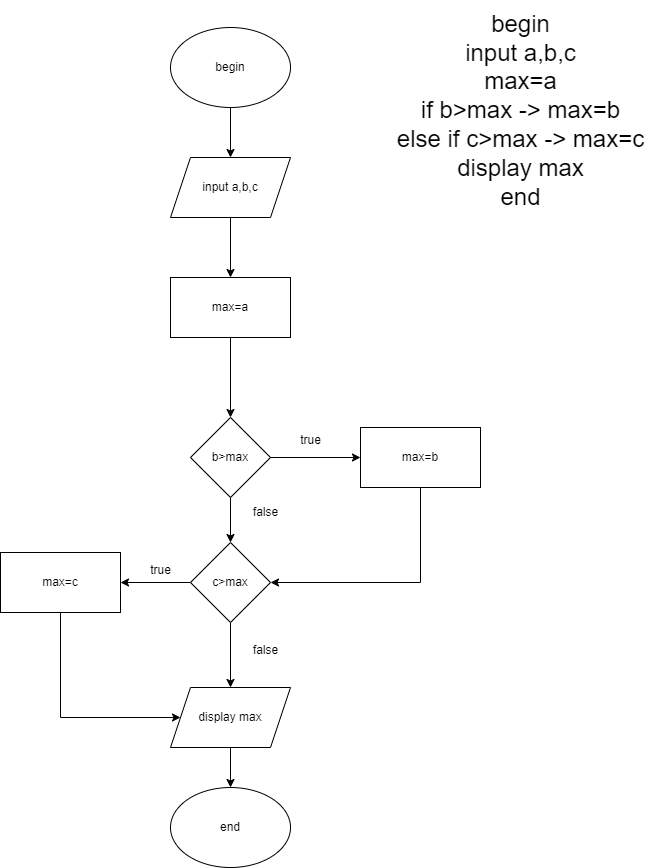 begin
input a,b,c
max=a
if b>max -> max=b
else if c>max -> max=c
display max
end
begin
input a,b,c
max=a
b>max
true
max=b
false
max=c
true
c>max
false
display max
end